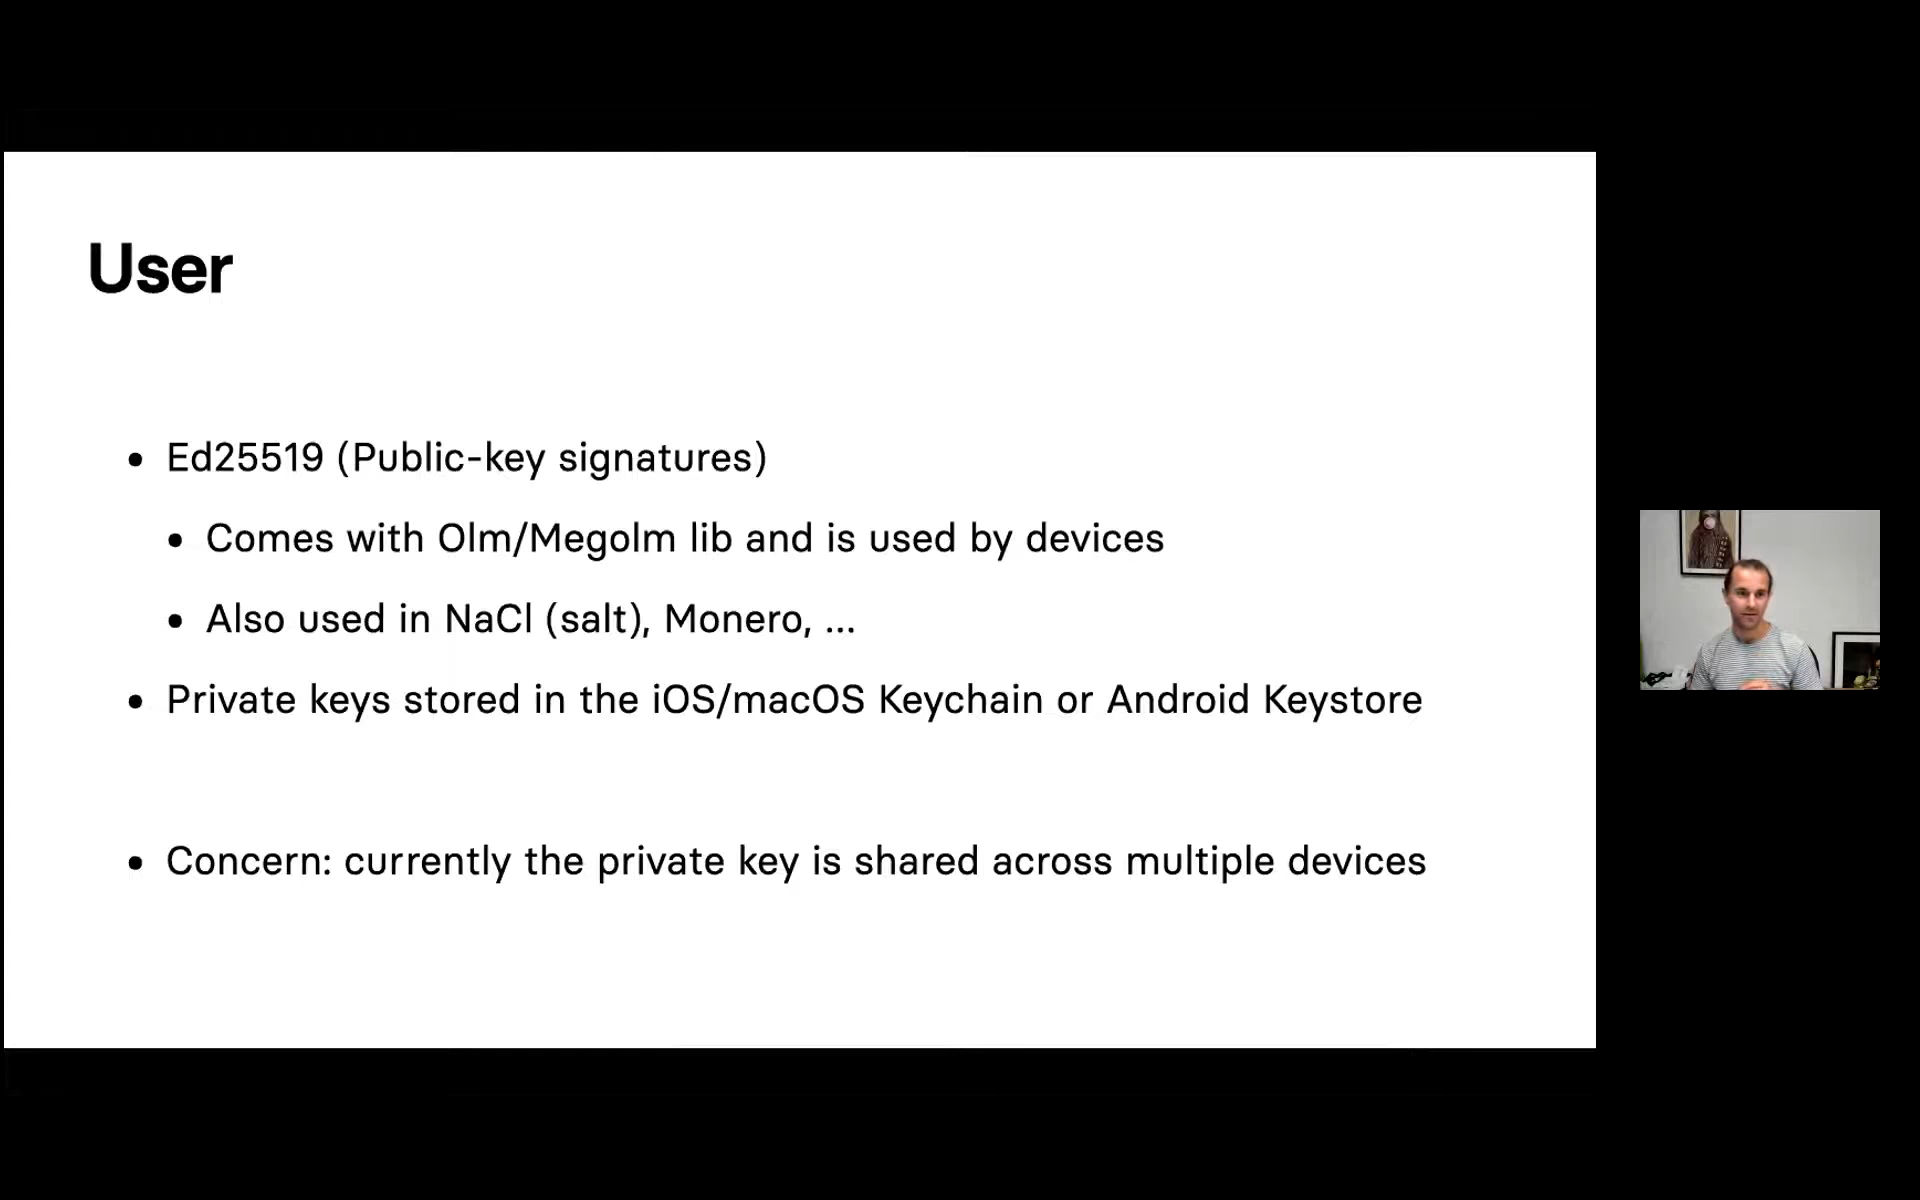 User
• Ed25519 (Public-key signatures)
• Comes with Olm/Megolm lib and is used by devices
• Also used in NaCl (salt), Monero, ...
• Private keys stored in the iOS/macOS Keychain or Android Keystore
• Concern: currently the private key is shared across multiple devices